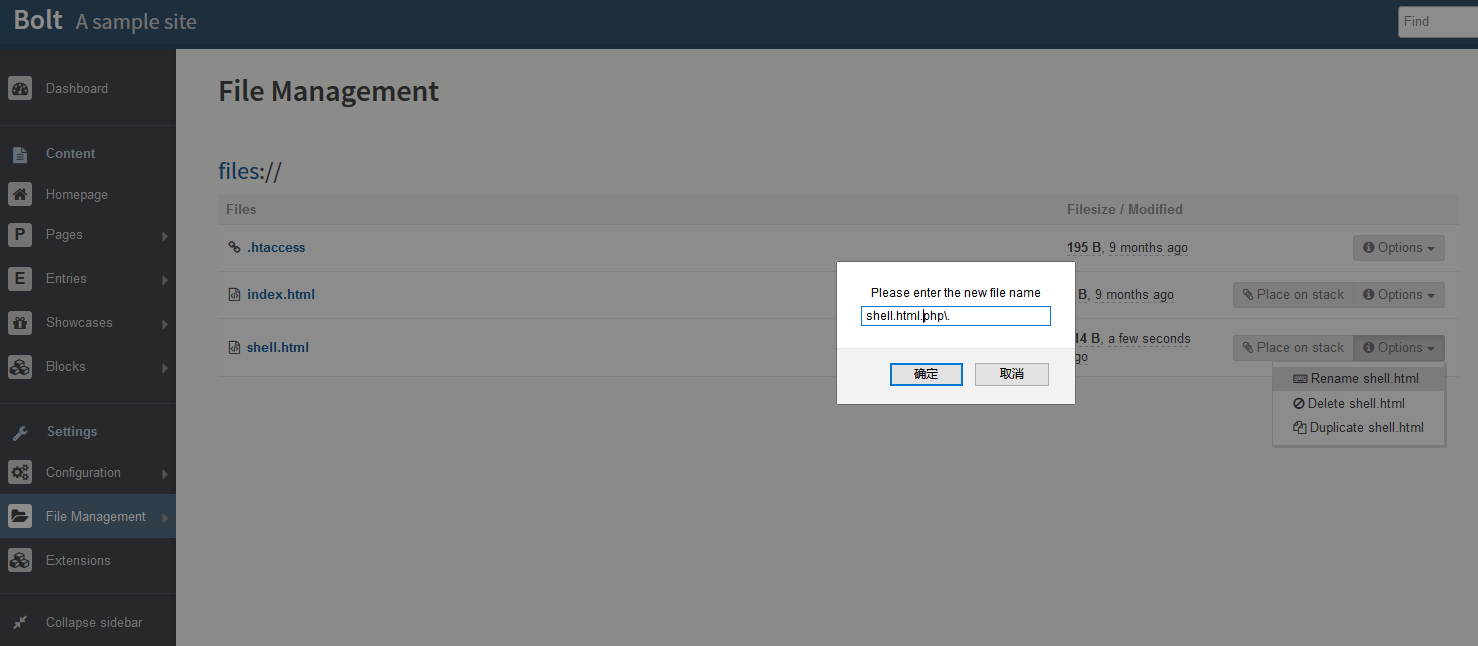 Bolt A sample site
Find
Dashboard
Content
Homepage
Pages
Entries
Showcases
Blocks
Settings
Configuration
File Management
Extensions
Collapse sidebar
File Management
files://
Files Filesize / Modified
.htaccess 195 B, 9 months ago Options
index.html B, 9 months ago Place on stack Options
shell.html 14 B, a few seconds Place on stack Options
go
Rename shell.html
Delete shell.html
Duplicate shell.html
Please enter the new file name
shell.html.php\.
确定 取消
P
E